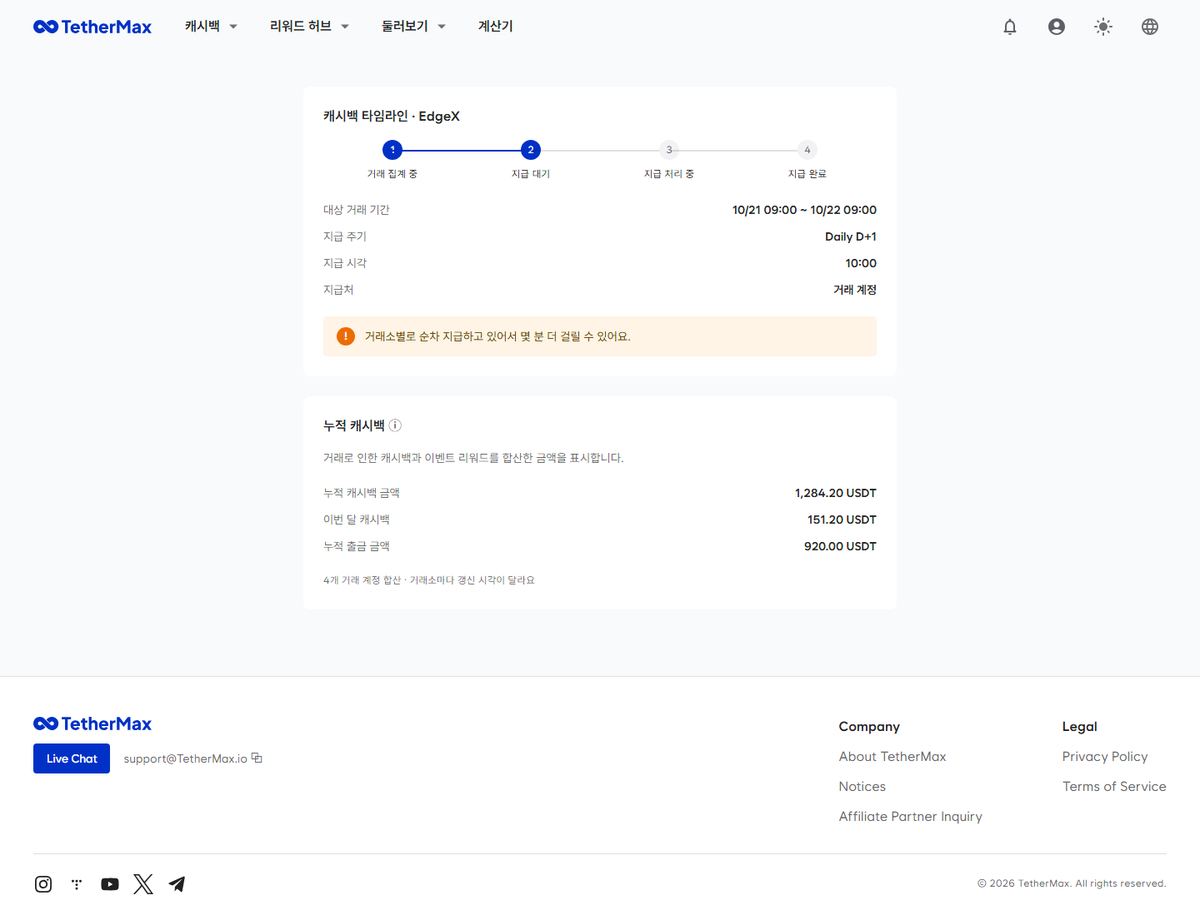 TetherMax
캐시백
리워드 허브
둘러보기
계산기
캐시백 타임라인 · EdgeX
1
2
3
4
거래 집계 중
지급 대기
지급 처리 중
지급 완료
대상 거래 기간
10/21 09:00 ~ 10/22 09:00
지급 주기
Daily D+1
지급 시각
10:00
지급처
거래 계정
거래소별로 순차 지급하고 있어서 몇 분 더 걸릴 수 있어요.
누적 캐시백
거래로 인한 캐시백과 이벤트 리워드를 합산한 금액을 표시합니다.
누적 캐시백 금액
1,284.20 USDT
이번 달 캐시백
151.20 USDT
누적 출금 금액
920.00 USDT
4개 거래 계정 합산 · 거래소마다 갱신 시각이 달라요
TetherMax
Live Chat
support@TetherMax.io
Company
About TetherMax
Notices
Affiliate Partner Inquiry
Legal
Privacy Policy
Terms of Service
© 2026 TetherMax. All rights reserved.